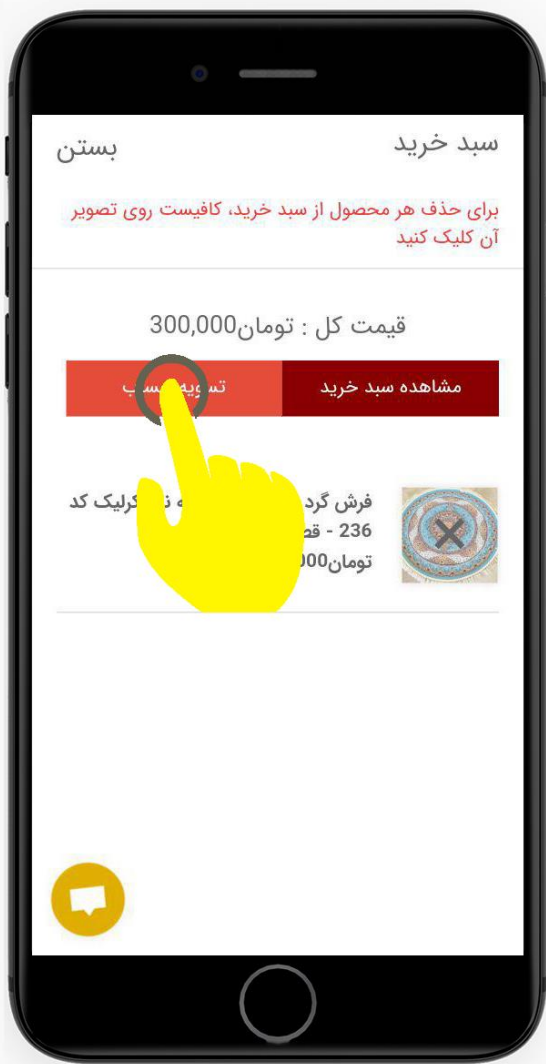 سبد خرید
بستن
برای حذف هر محصول از سبد خرید، کافیست روی تصویر
آن کلیک کنید
قیمت کل : تومان300,000
مشاهده سبد خرید
فرش گرد کد
236 -
تومان